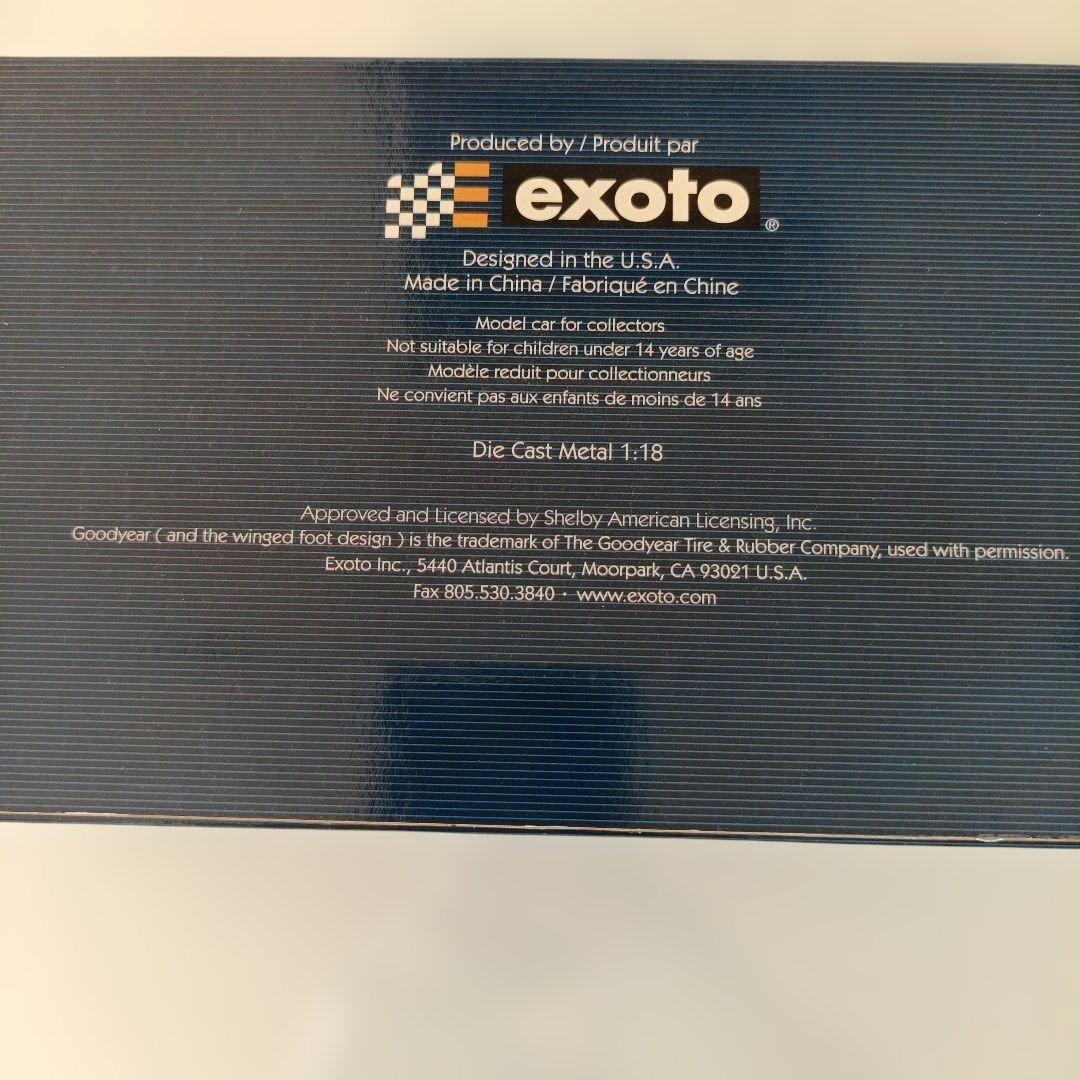 Produced by / Produit par
exoto ®
Designed in the U.S.A.
Made in China / Fabriqué en Chine
Model car for collectors
Not suitable for children under 14 years of age
Modèle reduit pour collectionneurs
Ne convient pas aux enfants de moins de 14 ans
Die Cast Metal 1:18
Approved and Licensed by Shelby American Licensing, Inc.
Goodyear ( and the winged foot design ) is the trademark of The Goodyear Tire & Rubber Company, used with permission.
Exoto Inc., 5440 Atlantis Court, Moorpark, CA 93021 U.S.A.
Fax 805.530.3840 · www.exoto.com